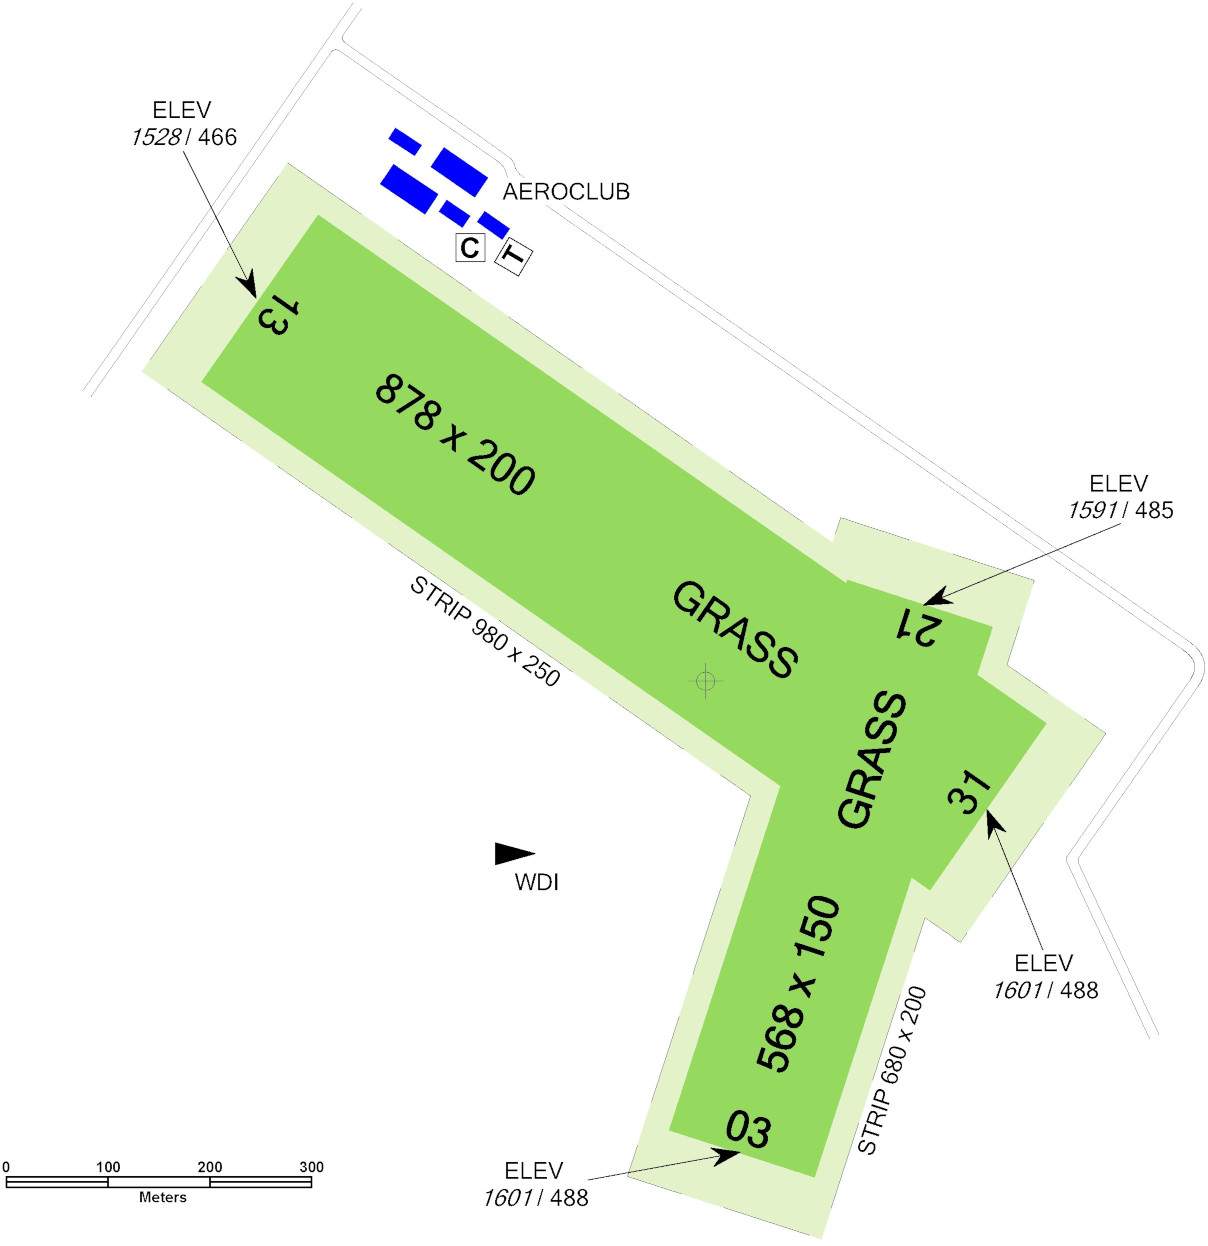 ELEV
1528 / 466
AEROCLUB
C
T
13
878 x 200
ELEV
1591 / 485
STRIP 980 x 250
GRASS
21
GRASS
31
WDI
568 x 150
ELEV
1601 / 488
STRIP 680 x 200
03
ELEV
1601 / 488
0 100 200 300
Meters